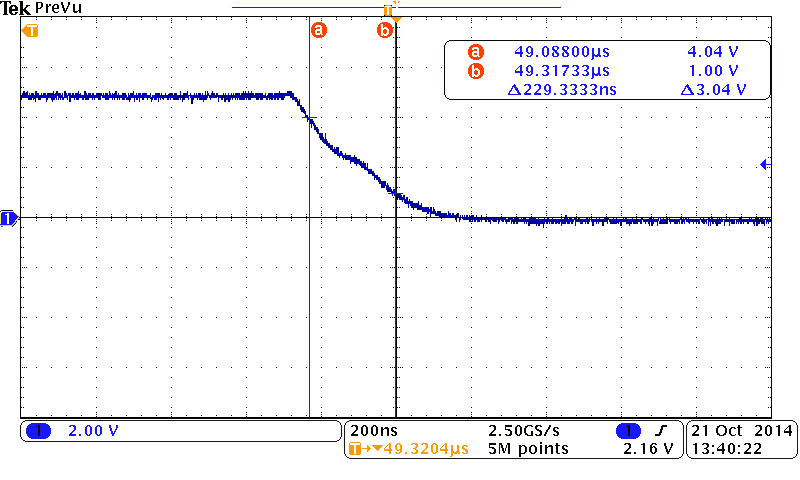 Tek PreVu
T
T
a b
a 49.08800µs 4.04 V
b 49.31733µs 1.00 V
Δ229.3333ns Δ3.04 V
1
1 2.00 V
200ns 2.50GS/s 1 2.16 V
T→▼49.3204µs 5M points
21 Oct 2014
13:40:22